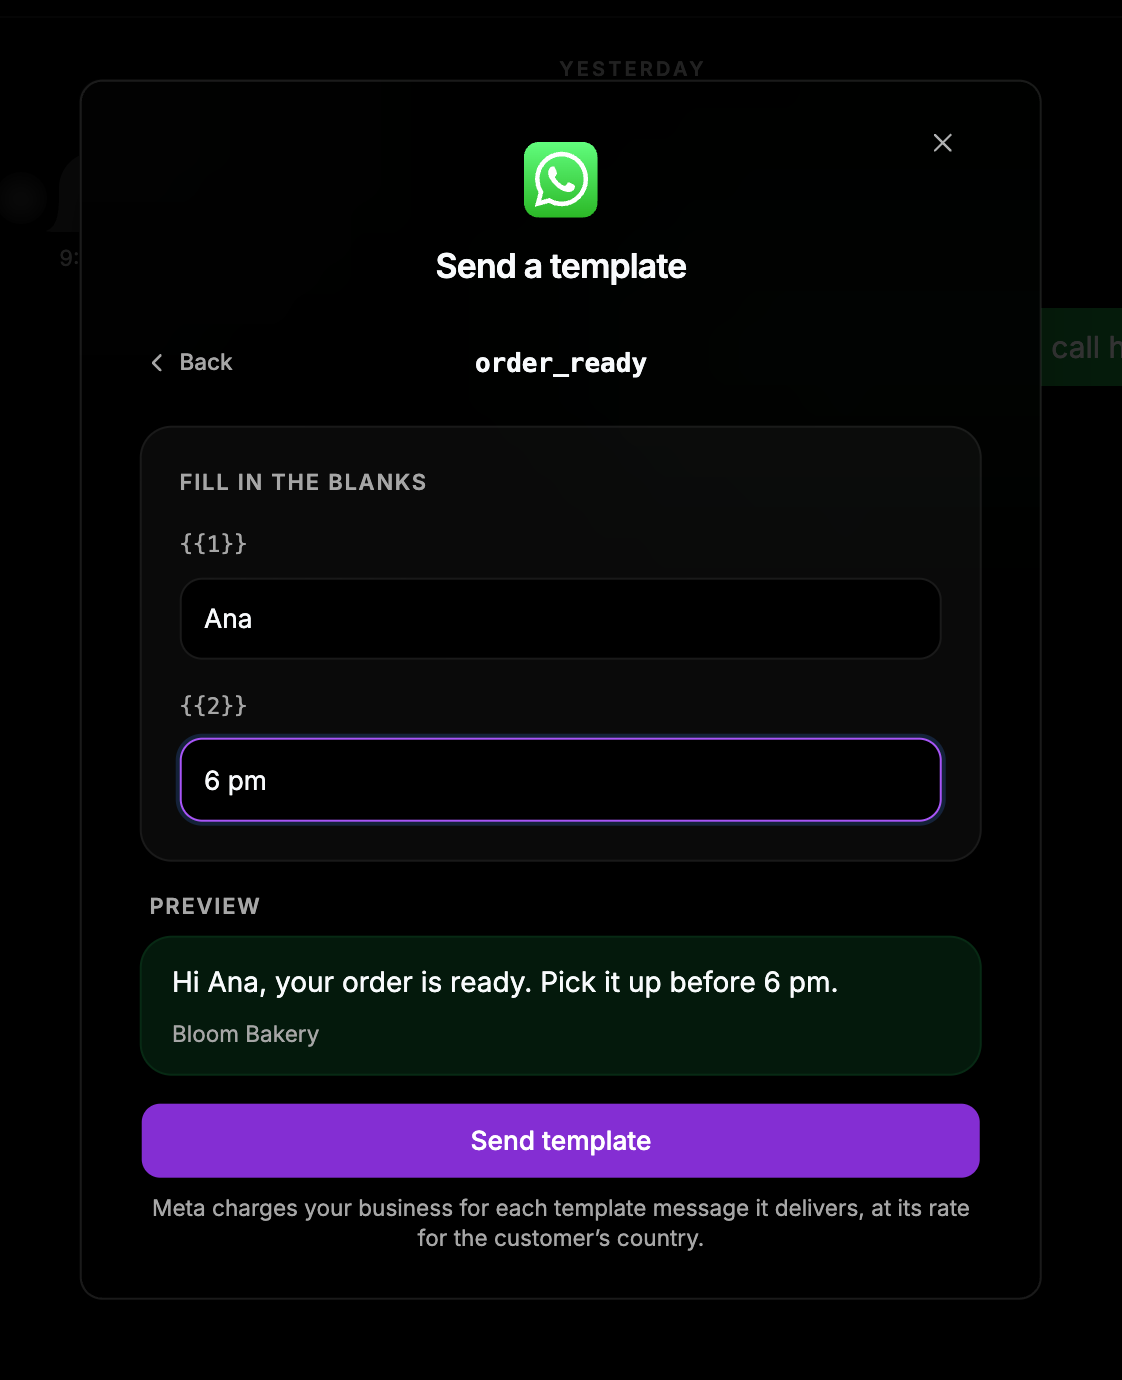 YESTERDAY
9:
Send a template
call h
Back
order_ready
FILL IN THE BLANKS
{{1}}
Ana
{{2}}
6 pm
PREVIEW
Hi Ana, your order is ready. Pick it up before 6 pm.
Bloom Bakery
Send template
Meta charges your business for each template message it delivers, at its rate
for the customer’s country.